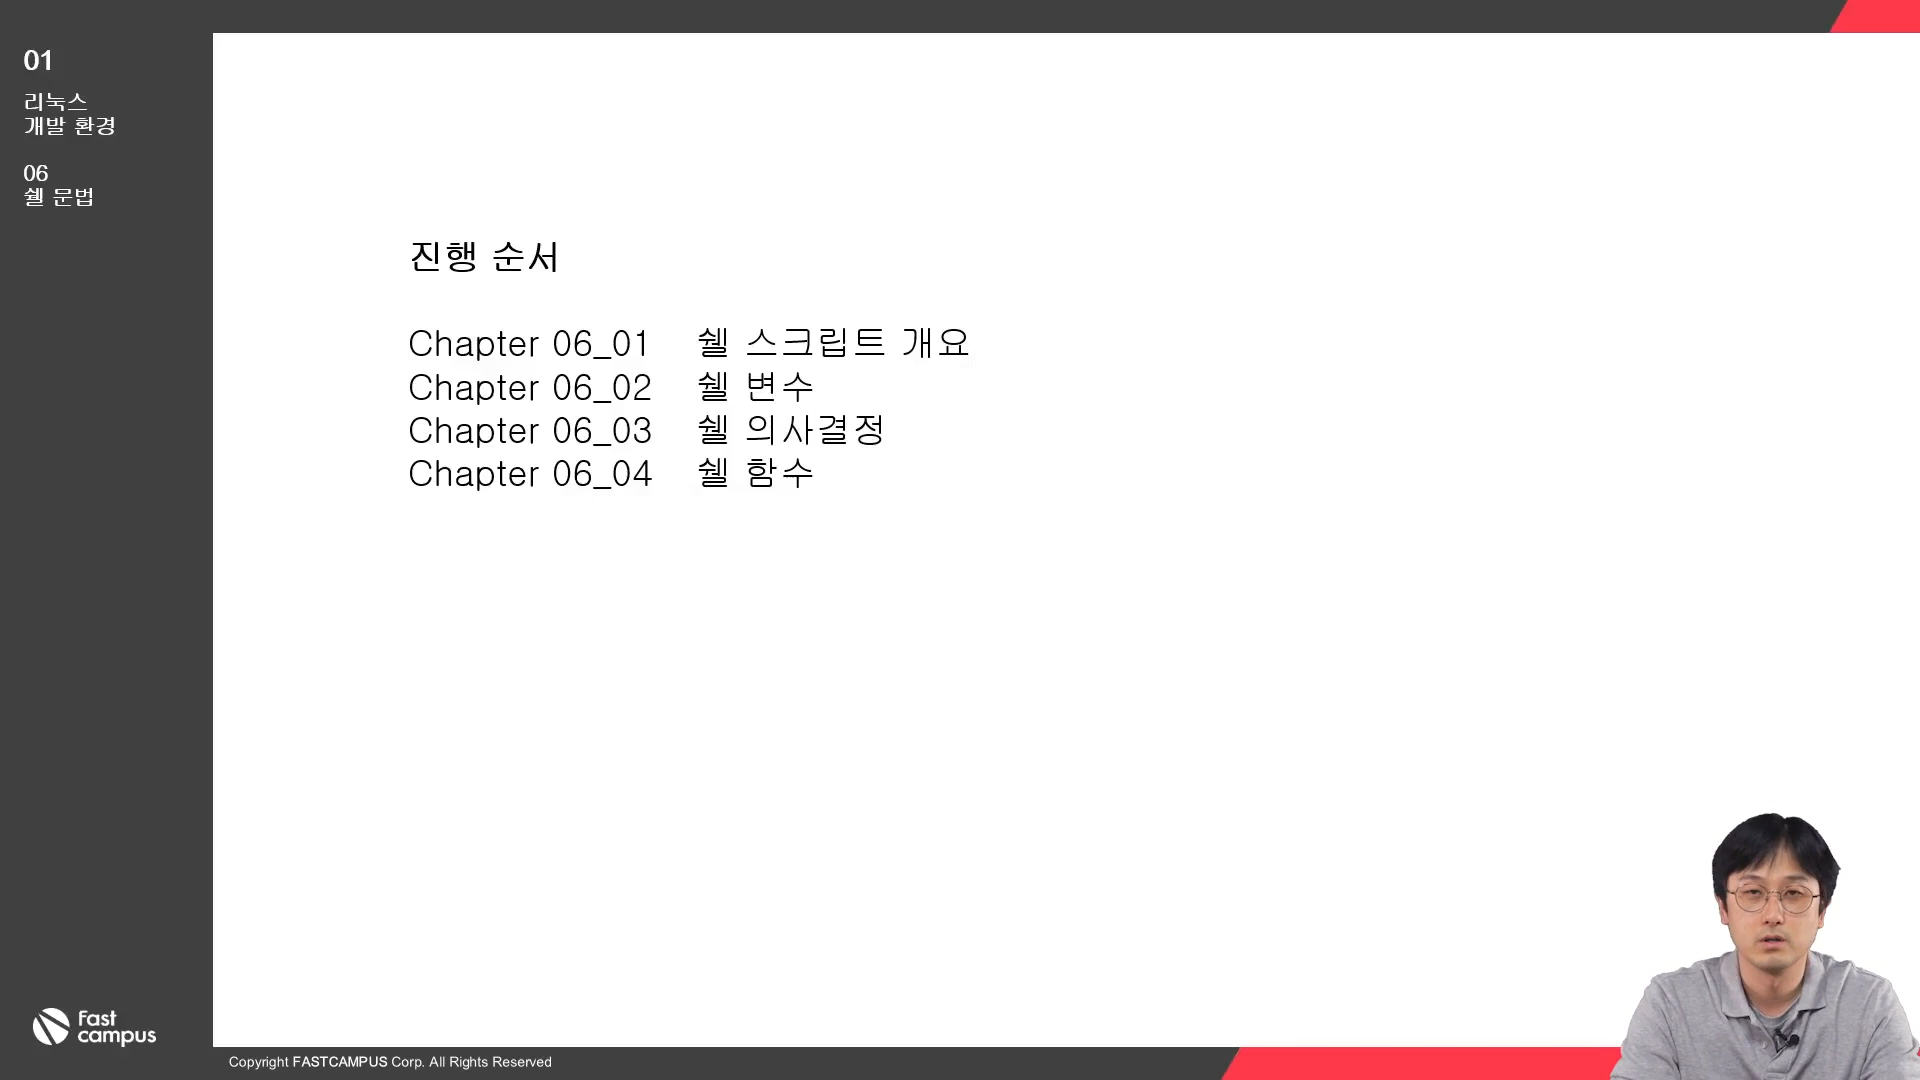 01
리눅스
개발 환경
06
쉘 문법
진행 순서
Chapter 06_01 쉘 스크립트 개요
Chapter 06_02 쉘 변수
Chapter 06_03 쉘 의사결정
Chapter 06_04 쉘 함수
fast
campus
Copyright FASTCAMPUS Corp. All Rights Reserved